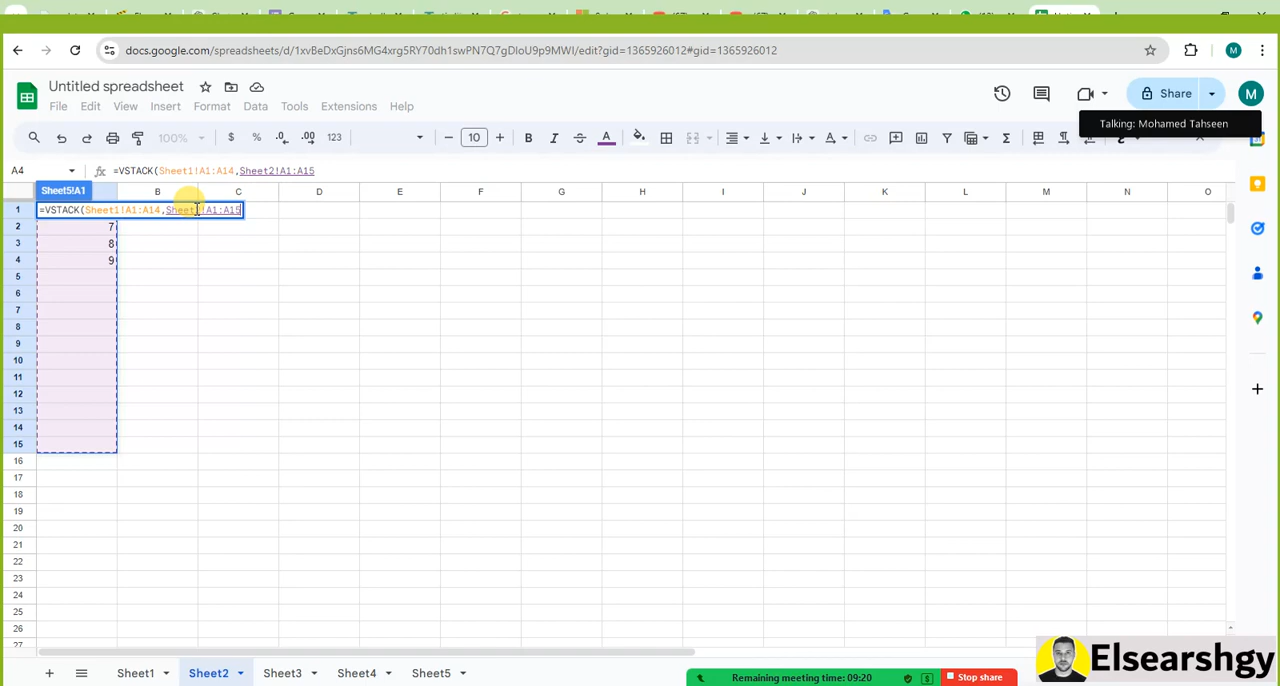 docs.google.com/spreadsheets/d/1xvBeDxGjns6MG4xrg5RY70dh1swPN7Q7gDIoU9p9MWI/edit?gid=1365926012#gid=1365926012
M
Untitled spreadsheet
File Edit View Insert Format Data Tools Extensions Help
Share
M
Talking: Mohamed Tahseen
100% $ % .0 .00 123 10 B I A Σ
A4 fx =VSTACK(Sheet1!A1:A14,Sheet2!A1:A15
Sheet5!A1 B C D E F G H I J K L M N O
1 =VSTACK(Sheet1!A1:A14,Sheet2!A1:A15
2 7
3 8
4 9
5
6
7
8
9
10
11
12
13
14
15
16
17
18
19
20
21
22
23
24
25
26
27
Sheet1 Sheet2 Sheet3 Sheet4 Sheet5
Remaining meeting time: 09:20 Stop share
Elsearshgy